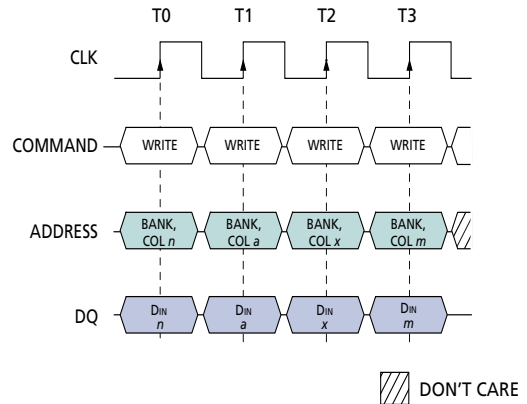 T0 T1 T2 T3
CLK
COMMAND WRITE WRITE WRITE WRITE
ADDRESS BANK, COL n BANK, COL a BANK, COL x BANK, COL m
DQ DIN n DIN a DIN x DIN m
DON'T CARE